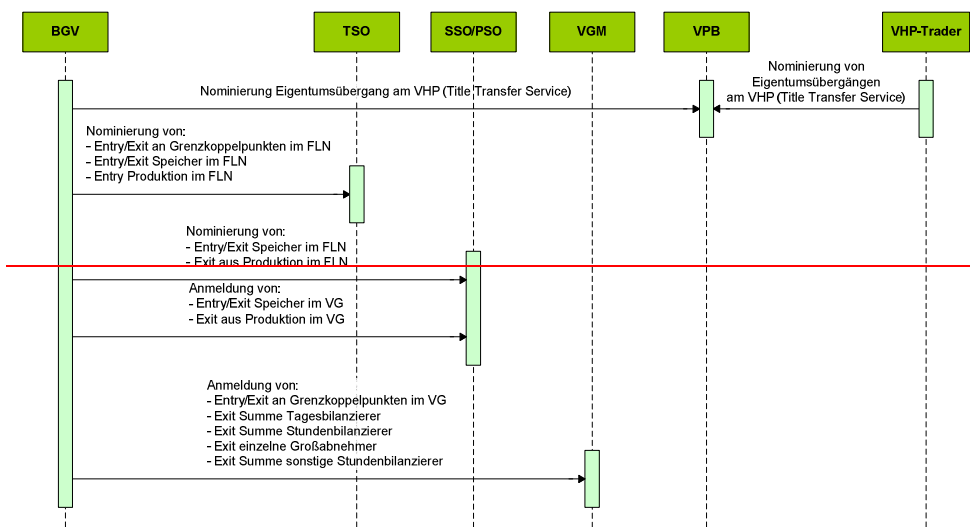 BGV
TSO
SSO/PSO
VGM
VPB
VHP-Trader
Nominierung Eigentumsübergang am VHP (Title Transfer Service)
Nominierung von
Eigentumsübergängen
am VHP (Title Transfer Service)
Nominierung von:
– Entry/Exit an Grenzkoppelpunkten im FLN
– Entry/Exit Speicher im FLN
– Entry Produktion im FLN
Nominierung von:
– Entry/Exit Speicher im FLN
– Exit aus Produktion im FLN
Anmeldung von:
– Entry/Exit Speicher im VG
– Exit aus Produktion im VG
Anmeldung von:
– Entry/Exit an Grenzkoppelpunkten im VG
– Exit Summe Tagesbilanzierer
– Exit Summe Stundenbilanzierer
– Exit einzelne Großabnehmer
– Exit Summe sonstige Stundenbilanzierer